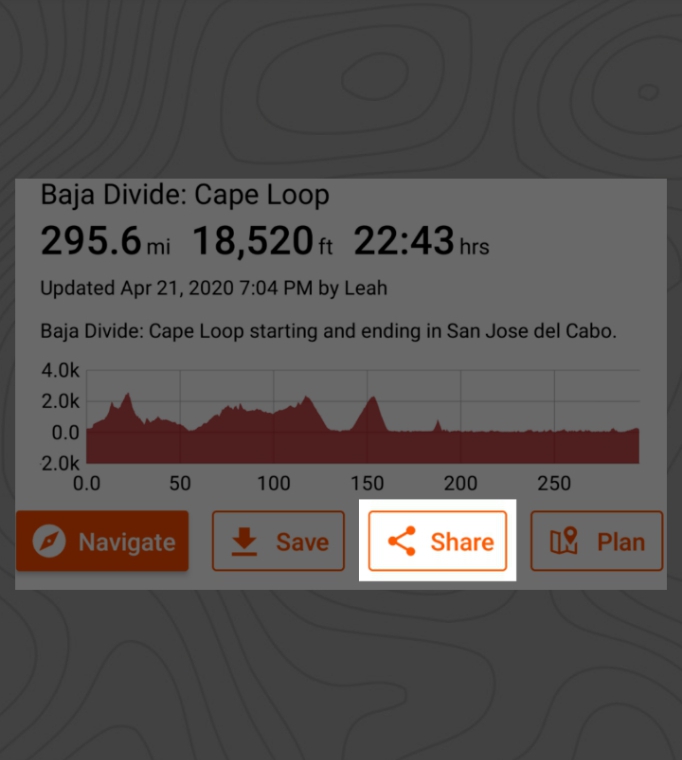 Baja Divide: Cape Loop
295.6 mi 18,520 ft 22:43 hrs
Updated Apr 21, 2020 7:04 PM by Leah
Baja Divide: Cape Loop starting and ending in San Jose del Cabo.
4.0k
2.0k
0.0
-2.0k
0.0 50 100 150 200 250
Navigate Save Share Plan